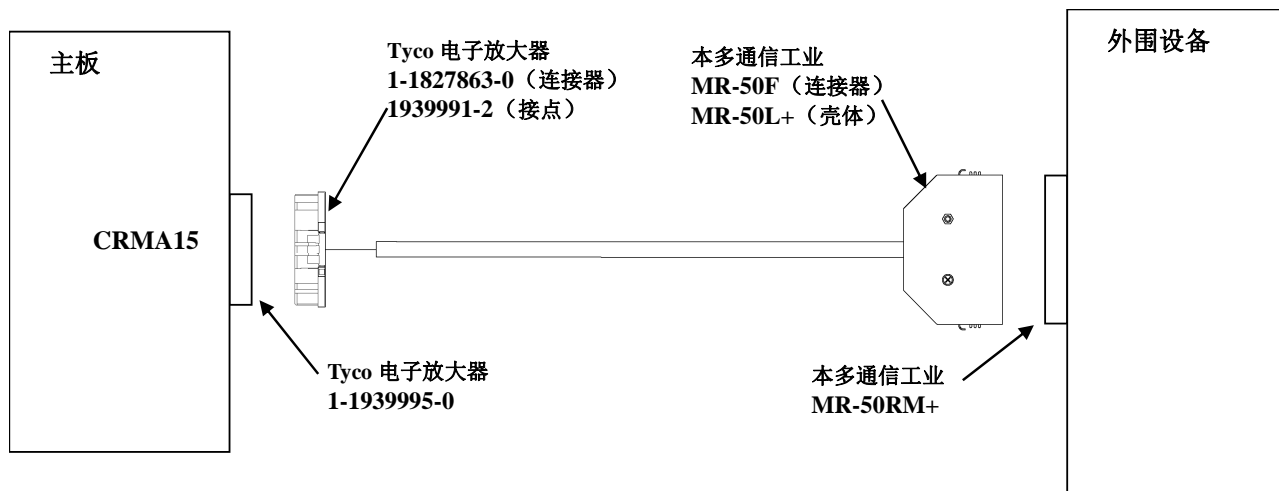 主板
Tyco 电子放大器
1-1827863-0（连接器）
1939991-2（接点）
本多通信工业
MR-50F（连接器）
MR-50L+（壳体）
外围设备
CRMA15
Tyco 电子放大器
1-1939995-0
本多通信工业
MR-50RM+